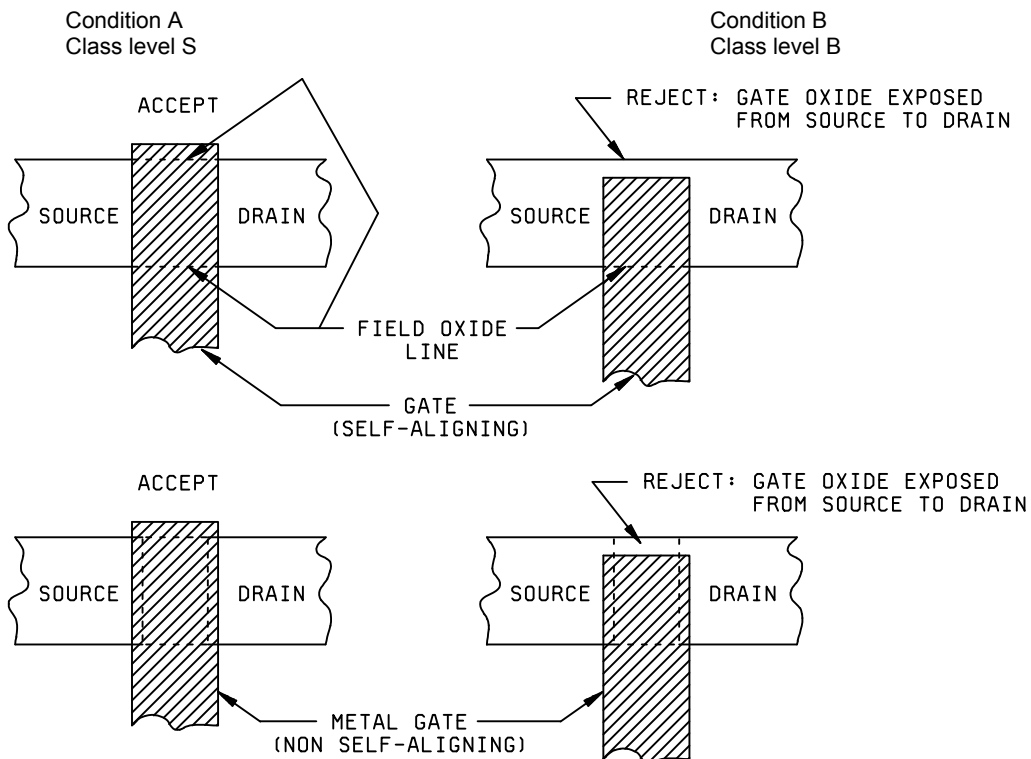 Condition A
Class level S
Condition B
Class level B
ACCEPT
REJECT: GATE OXIDE EXPOSED
FROM SOURCE TO DRAIN
SOURCE
DRAIN
SOURCE
DRAIN
FIELD OXIDE
LINE
GATE
(SELF-ALIGNING)
ACCEPT
REJECT: GATE OXIDE EXPOSED
FROM SOURCE TO DRAIN
SOURCE
DRAIN
SOURCE
DRAIN
METAL GATE
(NON SELF-ALIGNING)